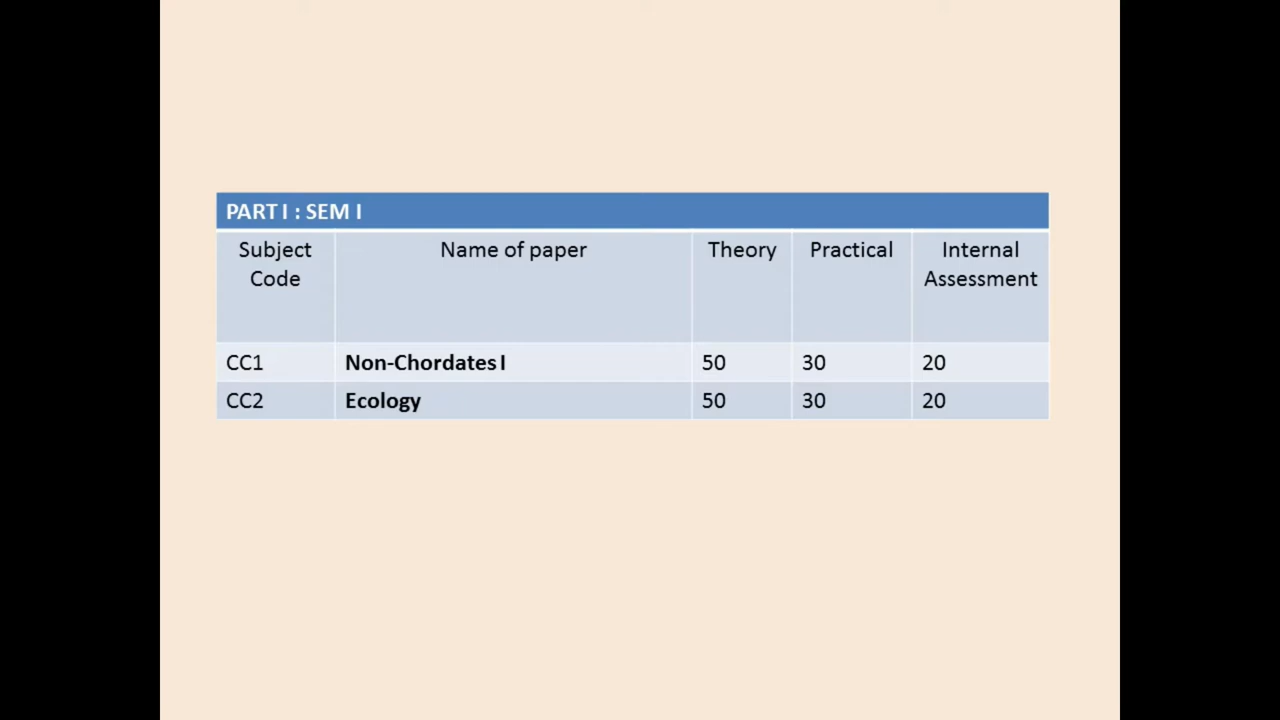 PART I : SEM I
Subject Code Name of paper Theory Practical Internal Assessment
CC1 Non-Chordates I 50 30 20
CC2 Ecology 50 30 20